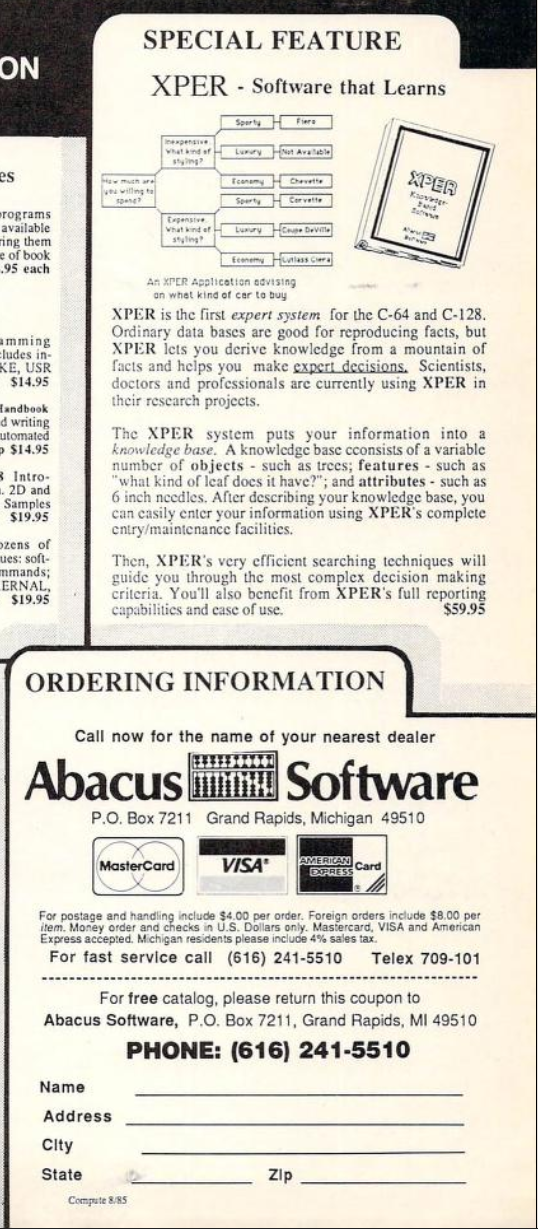 ON
es
rograms
available
ring them
e of book
.95 each
amming
cludes in-
KE, USR
$14.95
Handbook
d writing
utomated
p $14.95
8 Intro-
. 2D and
Samples
$19.95
ozens of
ues: soft-
mmands;
ERNAL,
$19.95
SPECIAL FEATURE
XPER - Software that Learns
How much are
you willing to
spend?
Inexpensive.
What kind of
styling?
Sporty
Fiero
Luxury
Not Available
Economy
Chevette
Expensive.
What kind of
styling?
Sporty
Corvette
Luxury
Coupe DeVille
Economy
Cutlass Ciera
XPER
Knowledge-
Based
Software
Abacus
Software
An XPER Application advising
on what kind of car to buy
XPER is the first expert system for the C-64 and C-128.
Ordinary data bases are good for reproducing facts, but
XPER lets you derive knowledge from a mountain of
facts and helps you make expert decisions. Scientists,
doctors and professionals are currently using XPER in
their research projects.
The XPER system puts your information into a
knowledge base. A knowledge base cconsists of a variable
number of objects - such as trees; features - such as
"what kind of leaf does it have?"; and attributes - such as
6 inch needles. After describing your knowledge base, you
can easily enter your information using XPER's complete
entry/maintenance facilities.
Then, XPER's very efficient searching techniques will
guide you through the most complex decision making
criteria. You'll also benefit from XPER's full reporting
capabilities and ease of use. $59.95
ORDERING INFORMATION
Call now for the name of your nearest dealer
Abacus Software
P.O. Box 7211 Grand Rapids, Michigan 49510
MasterCard
VISA®
AMERICAN EXPRESS Card ®
For postage and handling include $4.00 per order. Foreign orders include $8.00 per
item. Money order and checks in U.S. Dollars only. Mastercard, VISA and American
Express accepted. Michigan residents please include 4% sales tax.
For fast service call (616) 241-5510 Telex 709-101
For free catalog, please return this coupon to
Abacus Software, P.O. Box 7211, Grand Rapids, MI 49510
PHONE: (616) 241-5510
Name
Address
City
State Zip
Compute 8/85